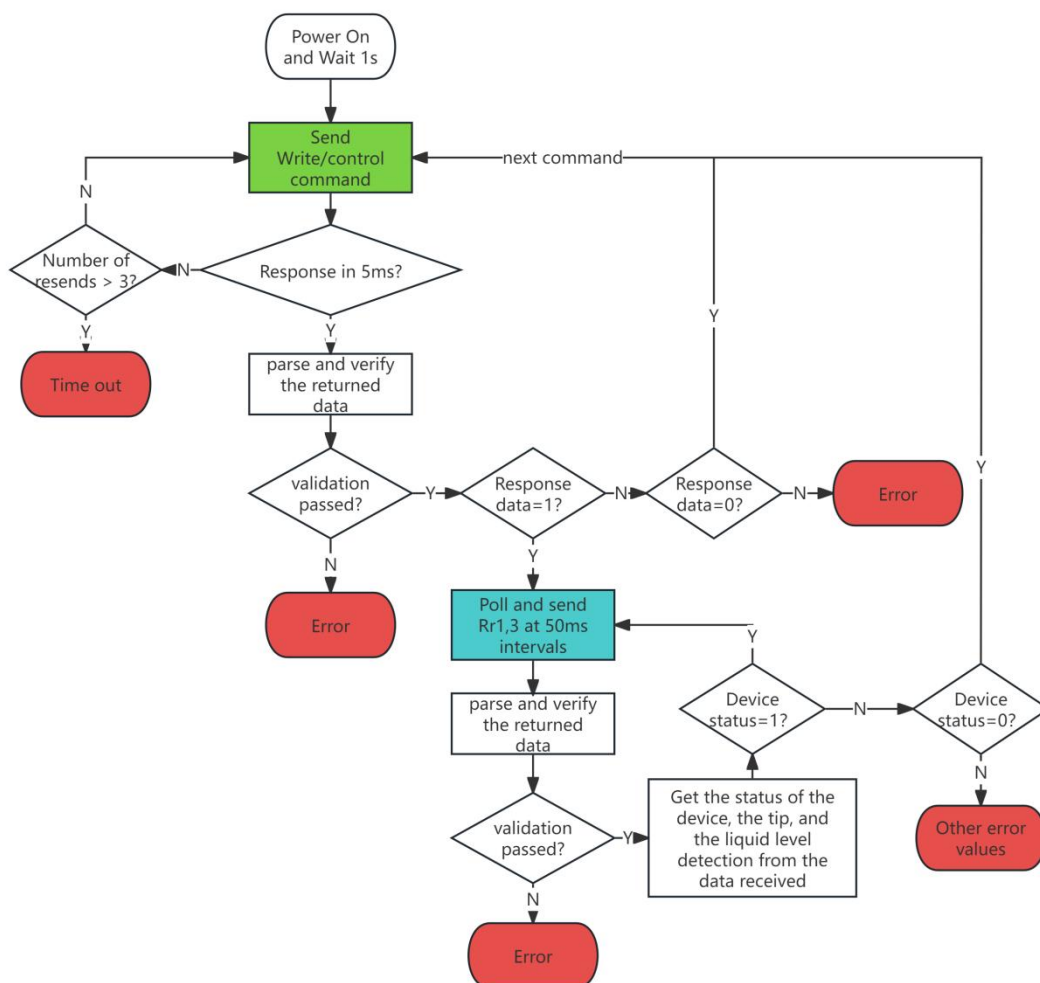 Power On
and Wait 1s
Send
Write/control
command
next command
N
Number of
resends > 3?
N
Response in 5ms?
Y
Y
Y
Time out
parse and verify
the returned
data
Y
validation
passed?
Y
Response
data=1?
N
Response
data=0?
N
Error
N
Y
Error
Poll and send
Rr1,3 at 50ms
intervals
Y
parse and verify
the returned
data
Device
status=1?
N
Device
status=0?
N
validation
passed?
Y
Get the status of the
device, the tip, and
the liquid level
detection from the
data received
Other error
values
N
Error